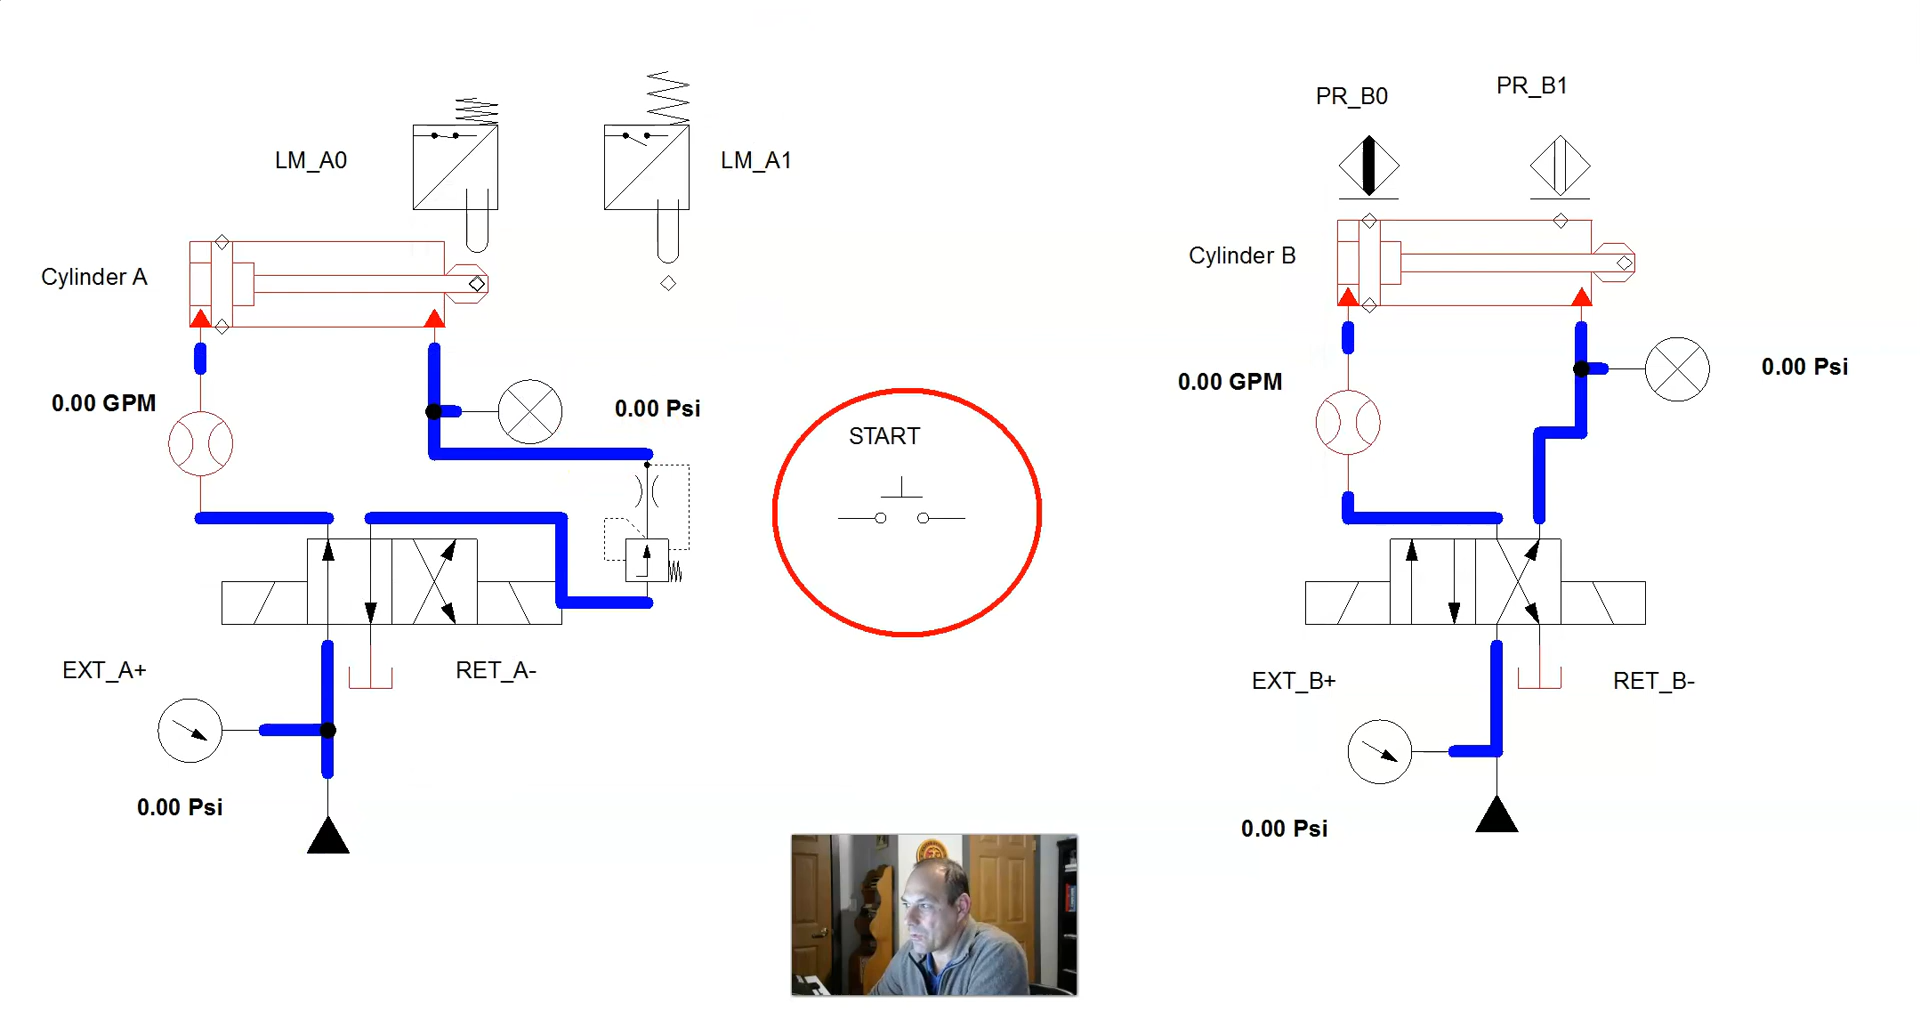 PR_B1
PR_B0
LM_A0
LM_A1
Cylinder B
Cylinder A
0.00 Psi
0.00 GPM
0.00 GPM
0.00 Psi
START
EXT_A+
RET_A-
EXT_B+
RET_B-
0.00 Psi
0.00 Psi